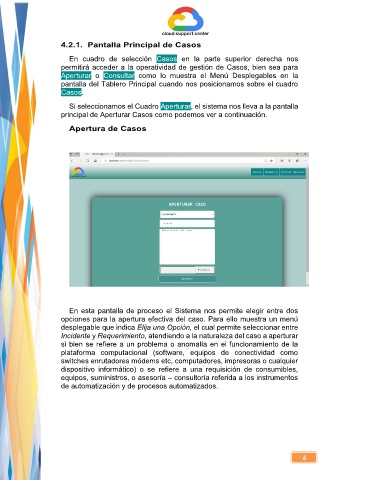 cloud support center
4.2.1. Pantalla Principal de Casos
En cuadro de selección Casos en la parte superior derecha nos
permitirá acceder a la operatividad de gestión de Casos, bien sea para
Aperturar o Consultar como lo muestra el Menú Desplegables en la
pantalla del Tablero Principal cuando nos posicionamos sobre el cuadro
Casos.
Si seleccionamos el Cuadro Aperturar, el sistema nos lleva a la pantalla
principal de Aperturar Casos como podemos ver a continuación.
Apertura de Casos
APERTURAR CASO
En esta pantalla de proceso el Sistema nos permite elegir entre dos
opciones para la apertura efectiva del caso. Para ello muestra un menú
desplegable que indica Elija una Opción, el cual permite seleccionar entre
Incidente y Requerimiento, atendiendo a la naturaleza del caso a aperturar
si bien se refiere a un problema o anomalía en el funcionamiento de la
plataforma computacional (software, equipos de conectividad como
switches enrutadores módems etc, computadores, impresoras o cualquier
dispositivo informático) o se refiere a una requisición de consumibles,
equipos, suministros, o asesoría – consultoría referida a los instrumentos
de automatización y de procesos automatizados.
4